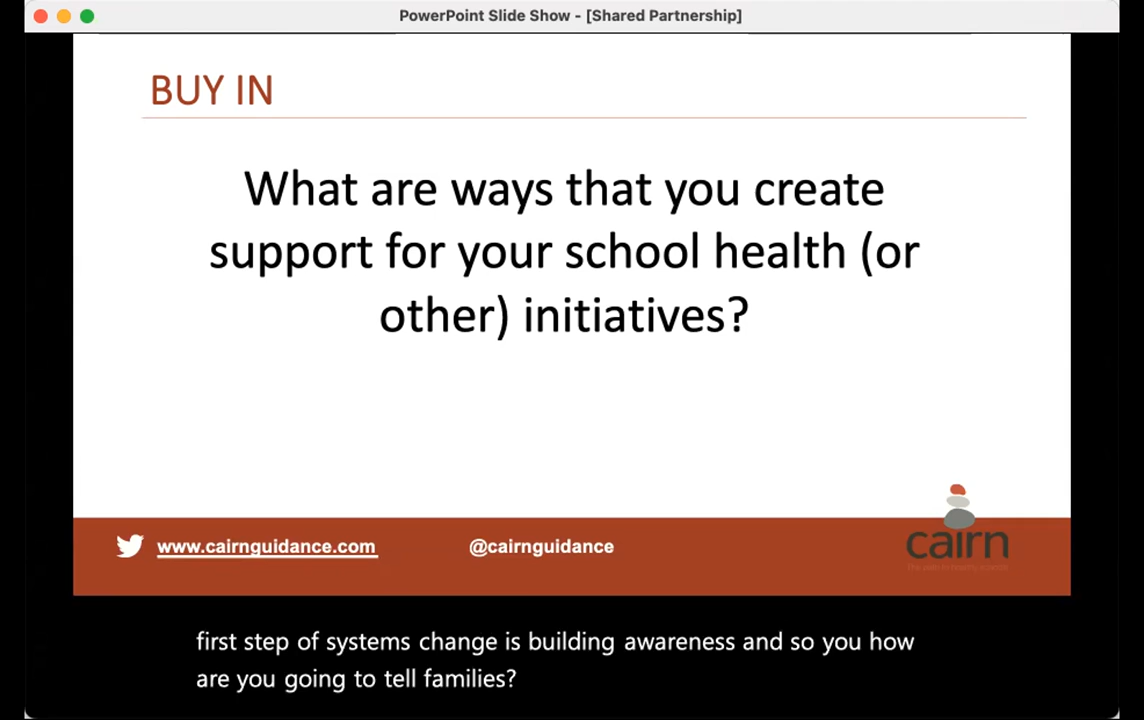 PowerPoint Slide Show - [Shared Partnership]
BUY IN
What are ways that you create
support for your school health (or
other) initiatives?
www.cairnguidance.com
@cairnguidance
cairn
first step of systems change is building awareness and so you how
are you going to tell families?